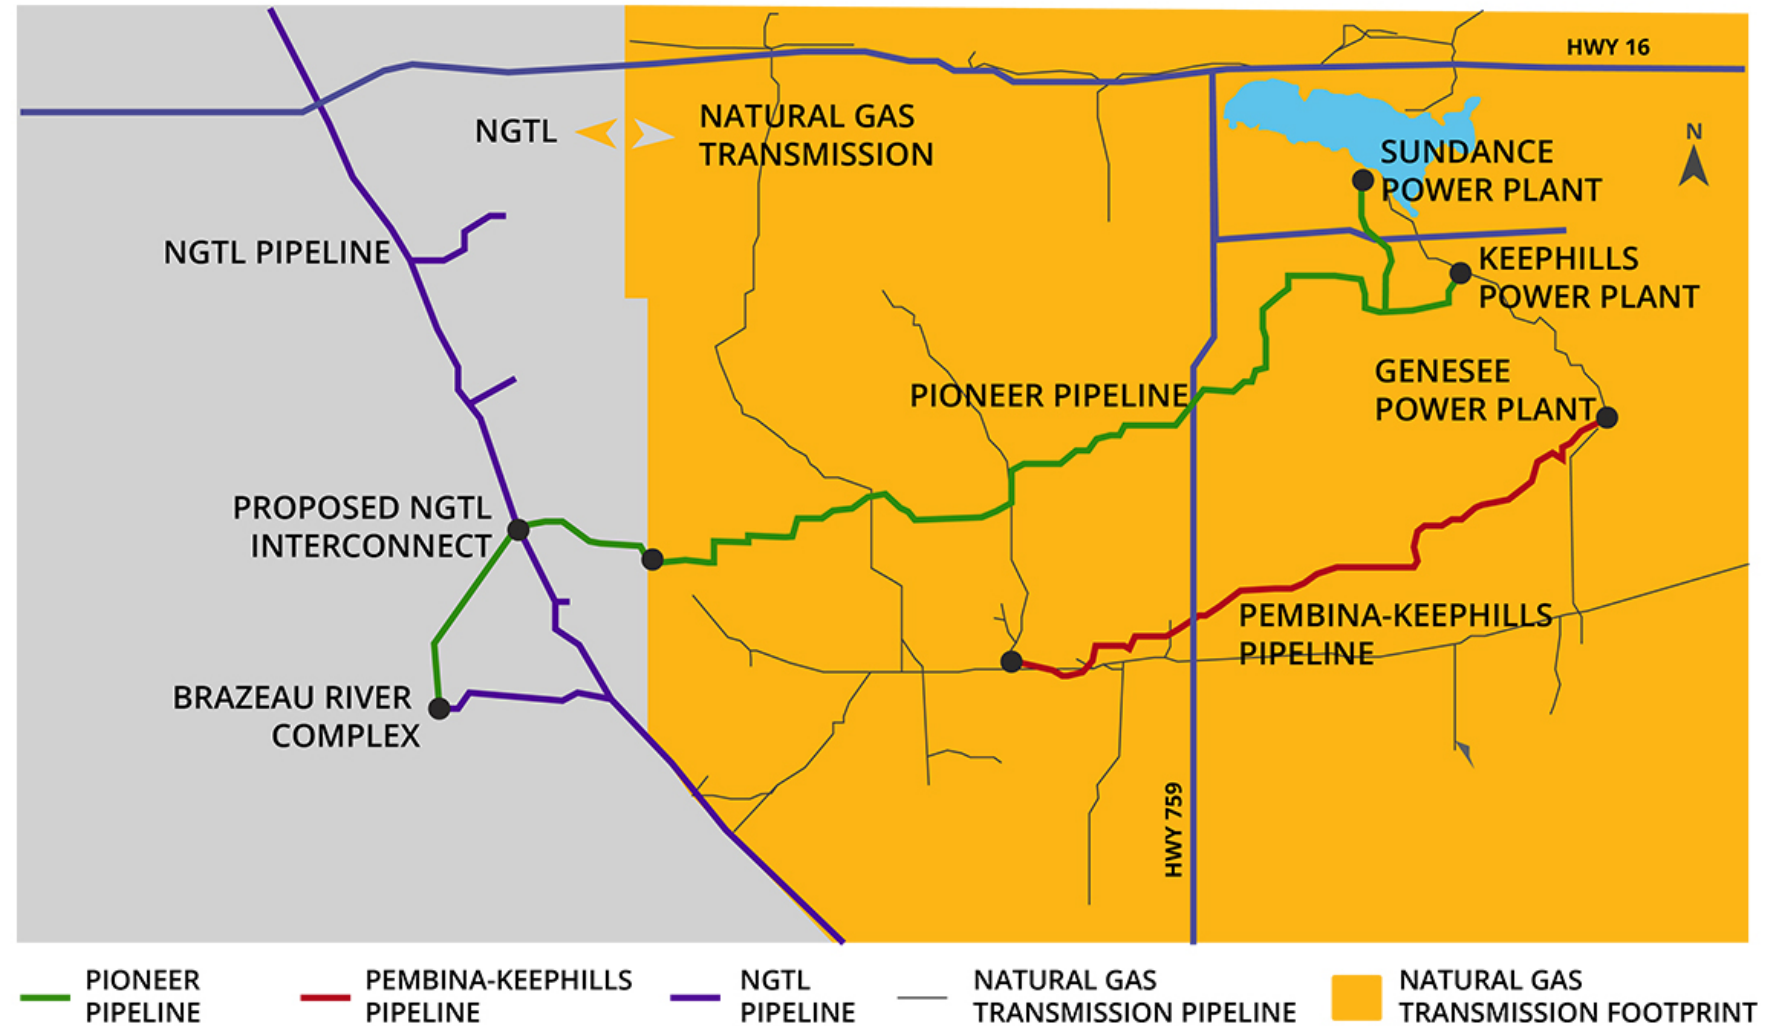 HWY 16
NGTL
NATURAL GAS
TRANSMISSION
N
SUNDANCE
POWER PLANT
NGTL PIPELINE
KEEPHILLS
POWER PLANT
PIONEER PIPELINE
GENESEE
POWER PLANT
PROPOSED NGTL
INTERCONNECT
PEMBINA-KEEPHILLS
PIPELINE
BRAZEAU RIVER
COMPLEX
HWY 759
PIONEER
PIPELINE
PEMBINA-KEEPHILLS
PIPELINE
NGTL
PIPELINE
NATURAL GAS
TRANSMISSION PIPELINE
NATURAL GAS
TRANSMISSION FOOTPRINT